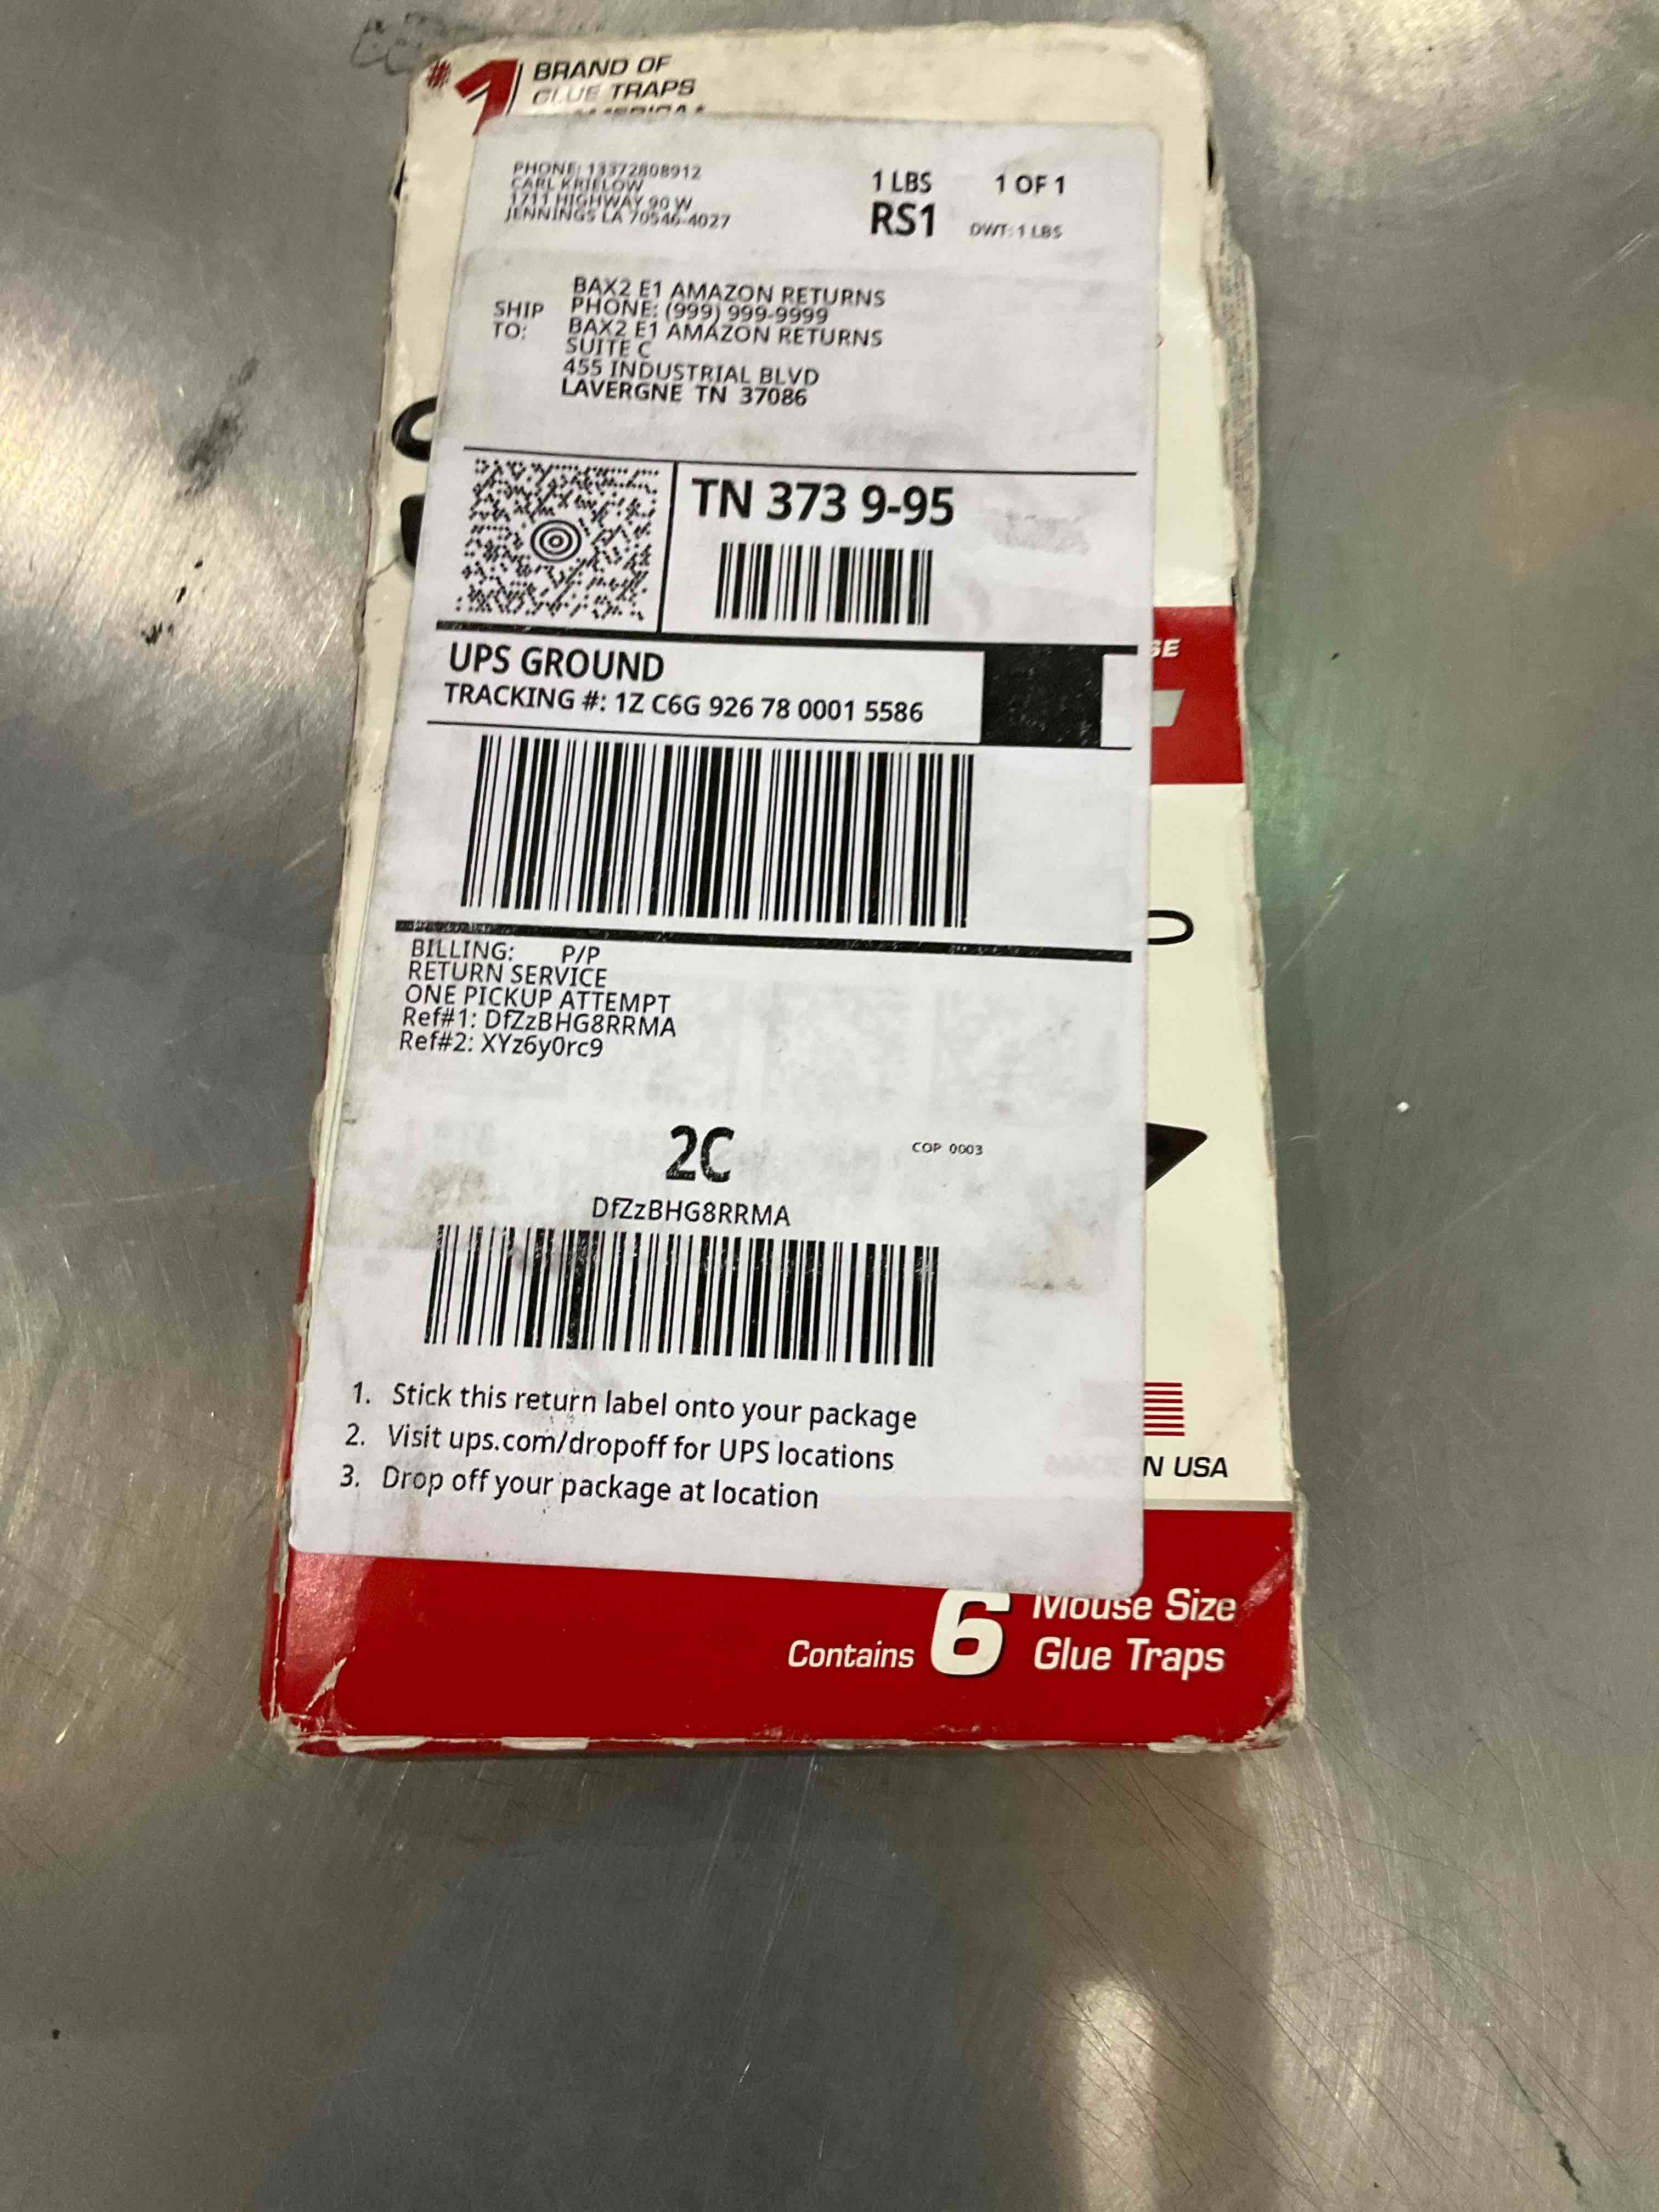 #1 BRAND OF
GLUE TRAPS
AMERICA*
PHONE: 13372808912
CARL KRIELOW
1711 HIGHWAY 90 W
JENNINGS LA 70546-4027
1 LBS
1 OF 1
RS1
DWT: 1 LBS
SHIP
TO:
BAX2 E1 AMAZON RETURNS
PHONE: (999) 999-9999
BAX2 E1 AMAZON RETURNS
SUITE C
455 INDUSTRIAL BLVD
LAVERGNE TN 37086
TN 373 9-95
UPS GROUND
TRACKING #: 1Z C6G 926 78 0001 5586
BILLING: P/P
RETURN SERVICE
ONE PICKUP ATTEMPT
Ref#1: DfZzBHG8RRMA
Ref#2: XYz6y0rc9
2C
COP 0003
DfZzBHG8RRMA
1. Stick this return label onto your package
2. Visit ups.com/dropoff for UPS locations
3. Drop off your package at location
N USA
Contains 6 Mouse Size
Glue Traps